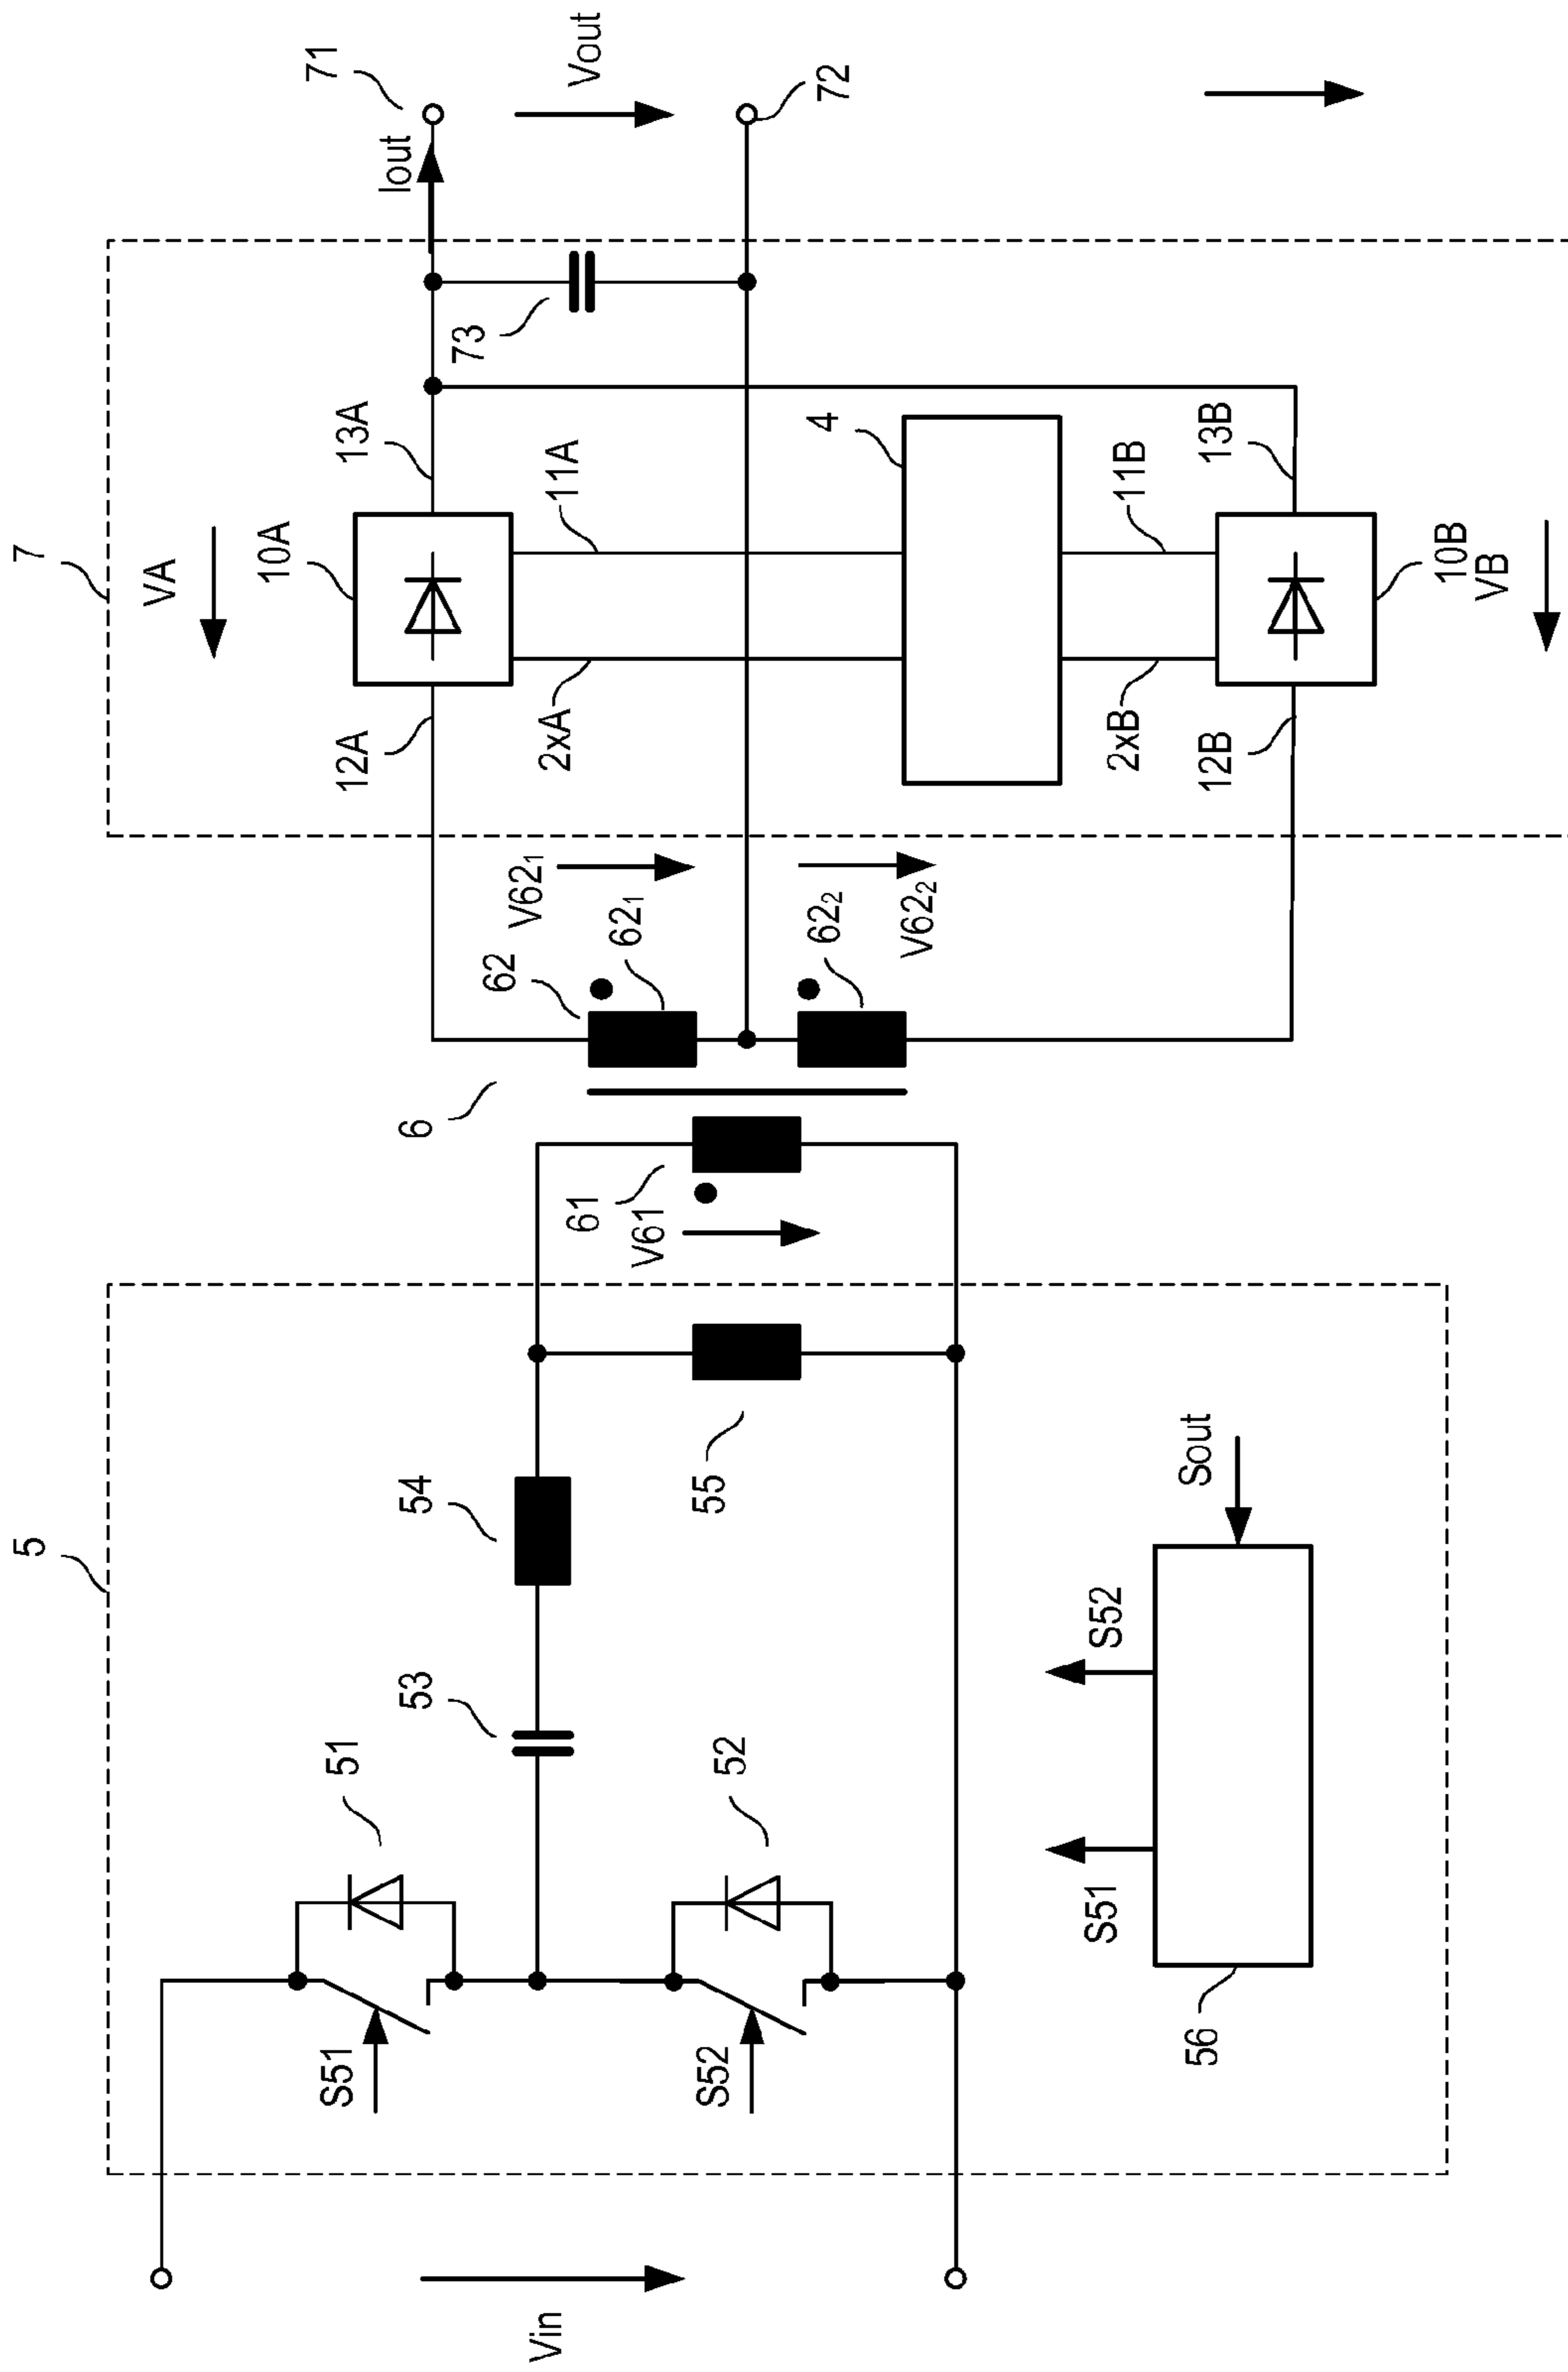 5
7
Vin
S51
51
S52
52
53
54
55
56
S51
S52
Sout
61
V61
6
62
62₁
V62₁
62₂
V62₂
VA
10A
12A
13A
2xA
11A
4
2xB
11B
12B
13B
10B
VB
73
Iout
71
Vout
72